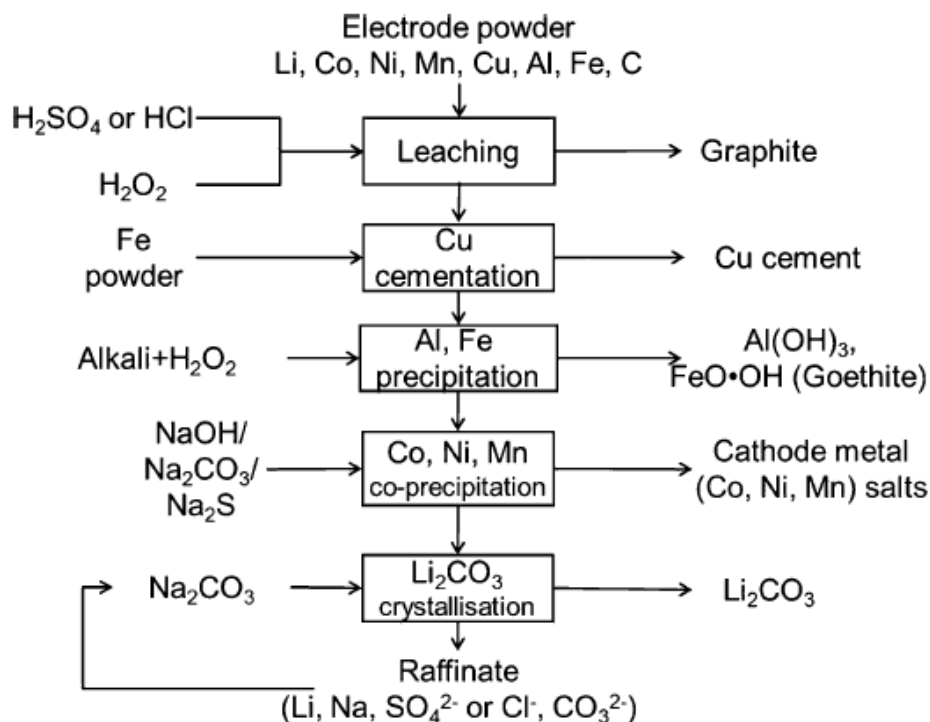 Electrode powder
Li, Co, Ni, Mn, Cu, Al, Fe, C
H₂SO₄ or HCl
H₂O₂
Leaching
Graphite
Fe
powder
Cu
cementation
Cu cement
Alkali+H₂O₂
Al, Fe
precipitation
Al(OH)₃,
FeO•OH (Goethite)
NaOH/
Na₂CO₃/
Na₂S
Co, Ni, Mn
co-precipitation
Cathode metal
(Co, Ni, Mn) salts
Na₂CO₃
Li₂CO₃
crystallisation
Li₂CO₃
Raffinate
(Li, Na, SO₄²⁻ or Cl⁻, CO₃²⁻)